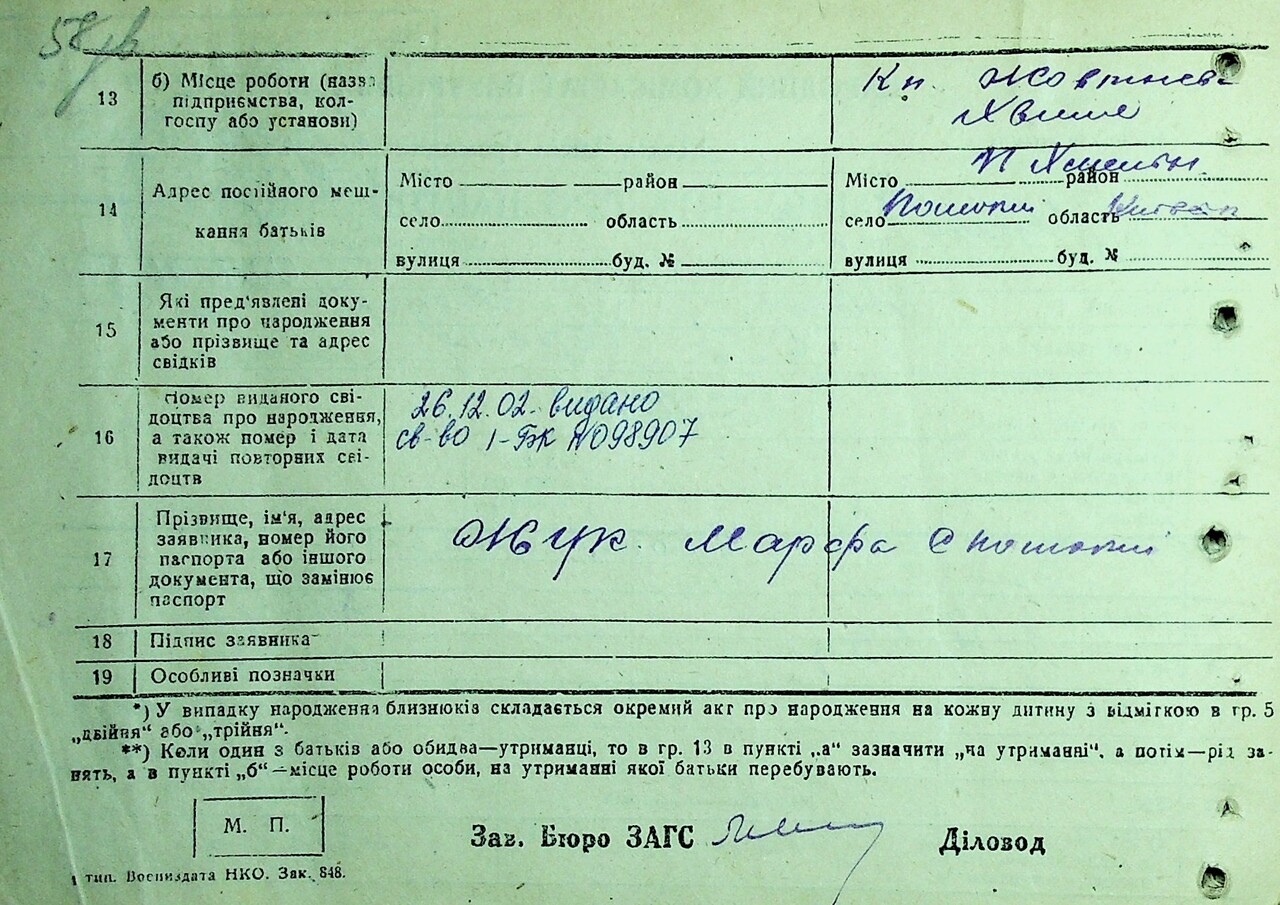 13
б) Місце роботи (назва
підприємства, кол-
госпу або установи)
Кп. Жовтнева
Хвиля
14
Адрес постійного меш-
кання батьків
Місто район
село область
вулиця буд. №
Місто район
село область
вулиця буд. №
15
Які пред'явлені доку-
менти про народження
або прізвище та адрес
свідків
16
Номер виданого сві-
доцтва про народження,
а також номер і дата
видачі повторних сві-
доцтв
26.12.02. видано
св-во I-БК №098907
17
Прізвище, ім'я, адрес
заявника, номер його
паспорта або іншого
документа, що замінює
паспорт
Жук Марфа с
18 Підпис заявника
19 Особливі позначки
*) У випадку народження близнюків складається окремий акт про народження на кожну дитину з відміткою в гр. 5
„двійня“ або „трійня“.
**) Коли один з батьків або обидва—утриманці, то в гр. 13 в пункті „а“ зазначити „на утриманні“, а потім—рід за-
нять, а в пункті „б“—місце роботи особи, на утриманні якої батьки перебувають.
М. П.
Зав. Бюро ЗАГС
Діловод
1 тип. Воениздата НКО. Зак. 848.